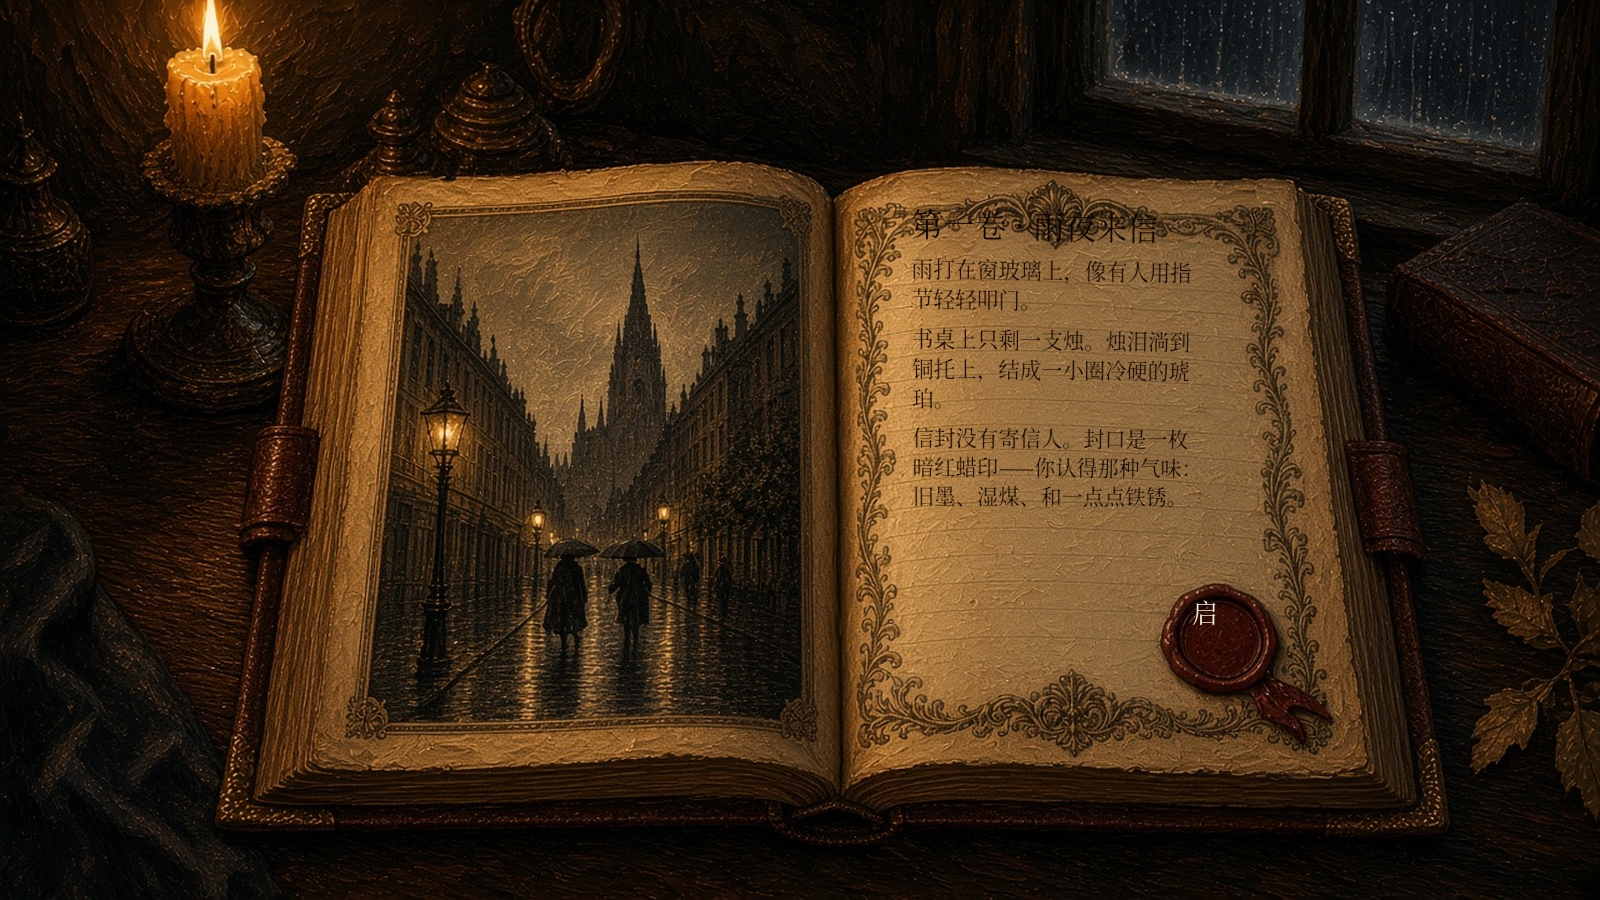 第一卷·雨夜来信
雨打在窗玻璃上，像有人用指
节轻轻叩门。
书桌上只剩一支烛。烛泪淌到
铜托上，结成一小圈冷硬的琥
珀。
信封没有寄信人。封口是一枚
暗红蜡印——你认得那种气味：
旧墨、湿煤、和一点点铁锈。
启